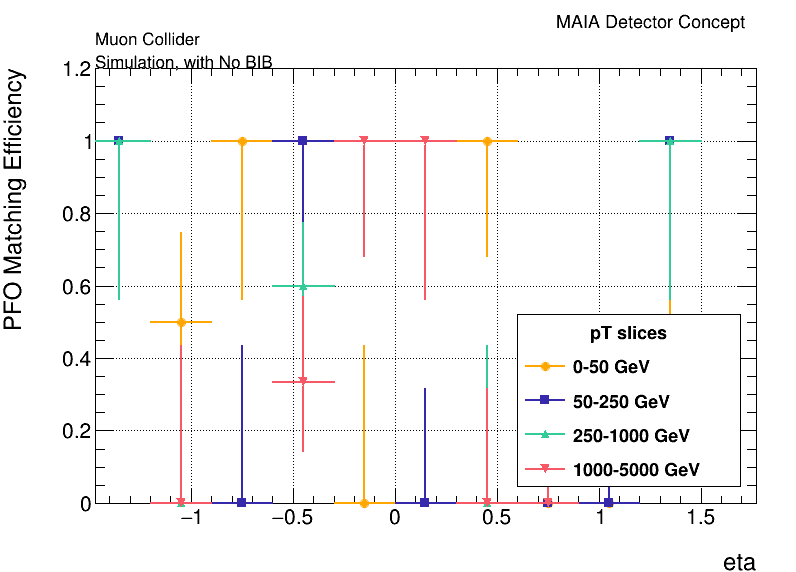 MAIA Detector Concept
Muon Collider
Simulation, with No BIB
PFO Matching Efficiency
1.2
1
0.8
0.6
0.4
0.2
0
−1
−0.5
0
0.5
1
1.5
eta
pT slices
0-50 GeV
50-250 GeV
250-1000 GeV
1000-5000 GeV